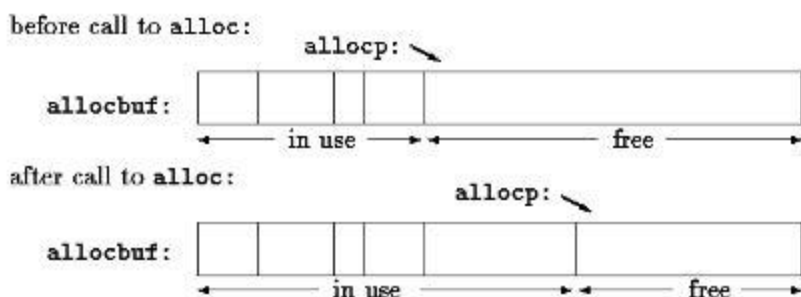 before call to alloc:
allocp:
allocbuf:
in use free
after call to alloc:
allocp:
allocbuf:
in use free